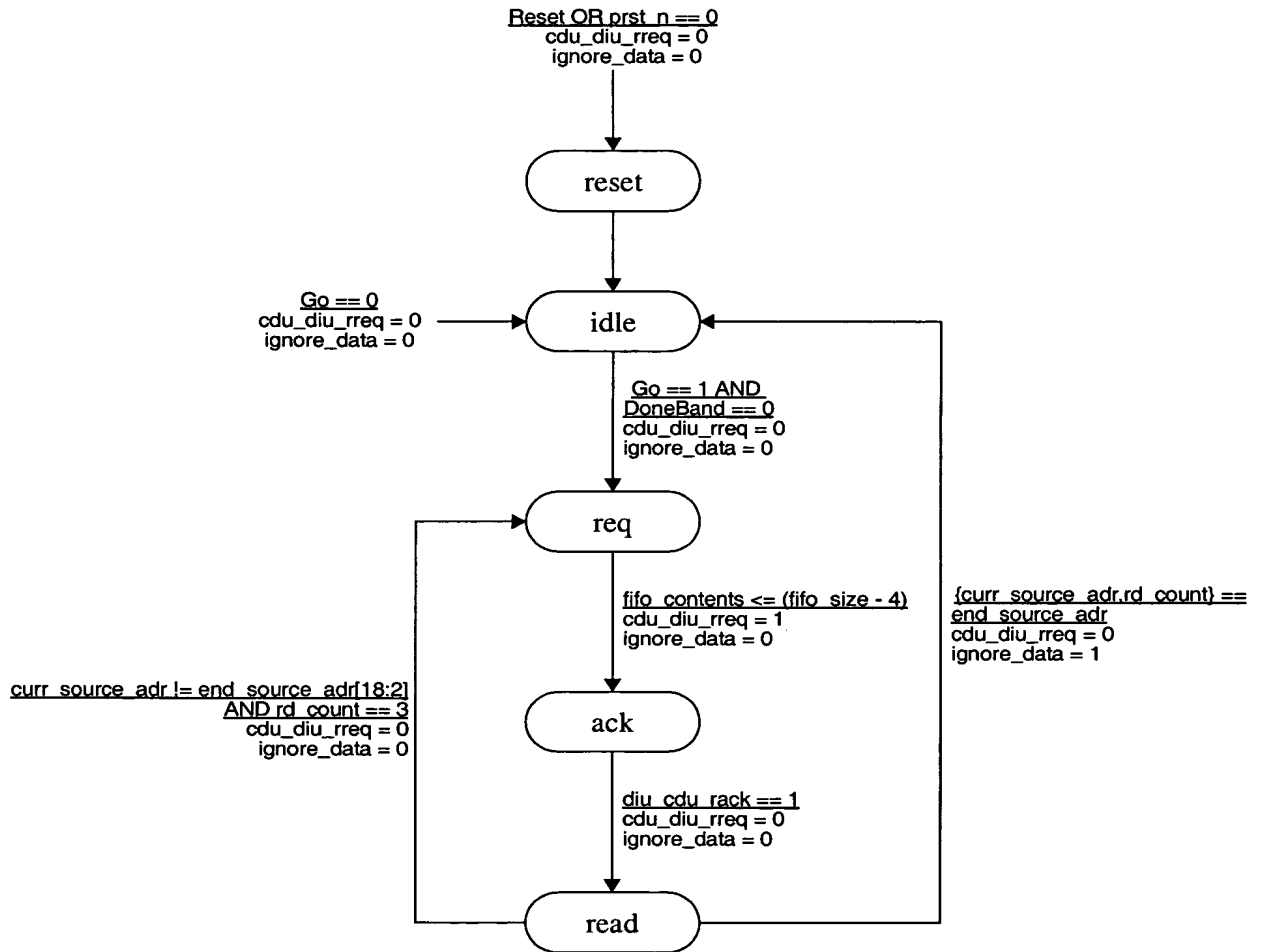 Reset OR prst_n == 0
cdu_diu_rreq = 0
ignore_data = 0
reset
Go == 0
cdu_diu_rreq = 0
ignore_data = 0
idle
Go == 1 AND
DoneBand == 0
cdu_diu_rreq = 0
ignore_data = 0
req
fifo_contents <= (fifo_size - 4)
cdu_diu_rreq = 1
ignore_data = 0
{curr_source_adr,rd_count} ==
end_source_adr
cdu_diu_rreq = 0
ignore_data = 1
curr_source_adr != end_source_adr[18:2]
AND rd_count == 3
cdu_diu_rreq = 0
ignore_data = 0
ack
diu_cdu_rack == 1
cdu_diu_rreq = 0
ignore_data = 0
read